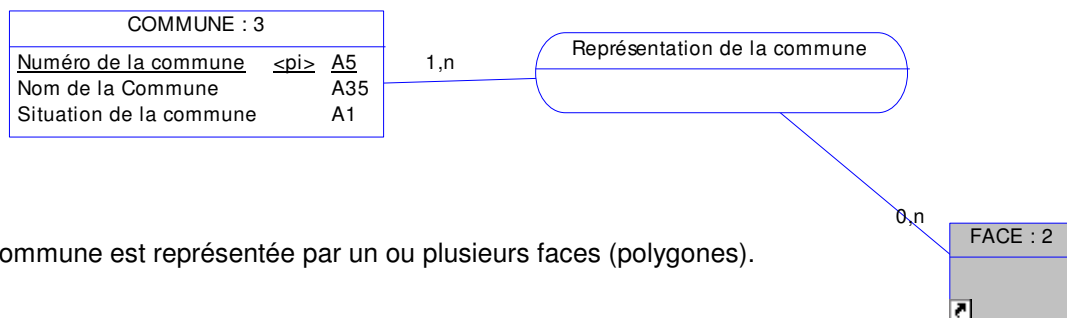 COMMUNE : 3
Numéro de la commune <pi> A5
Nom de la Commune A35
Situation de la commune A1
1,n
Représentation de la commune
0,n
FACE : 2
ommune est représentée par un ou plusieurs faces (polygones).